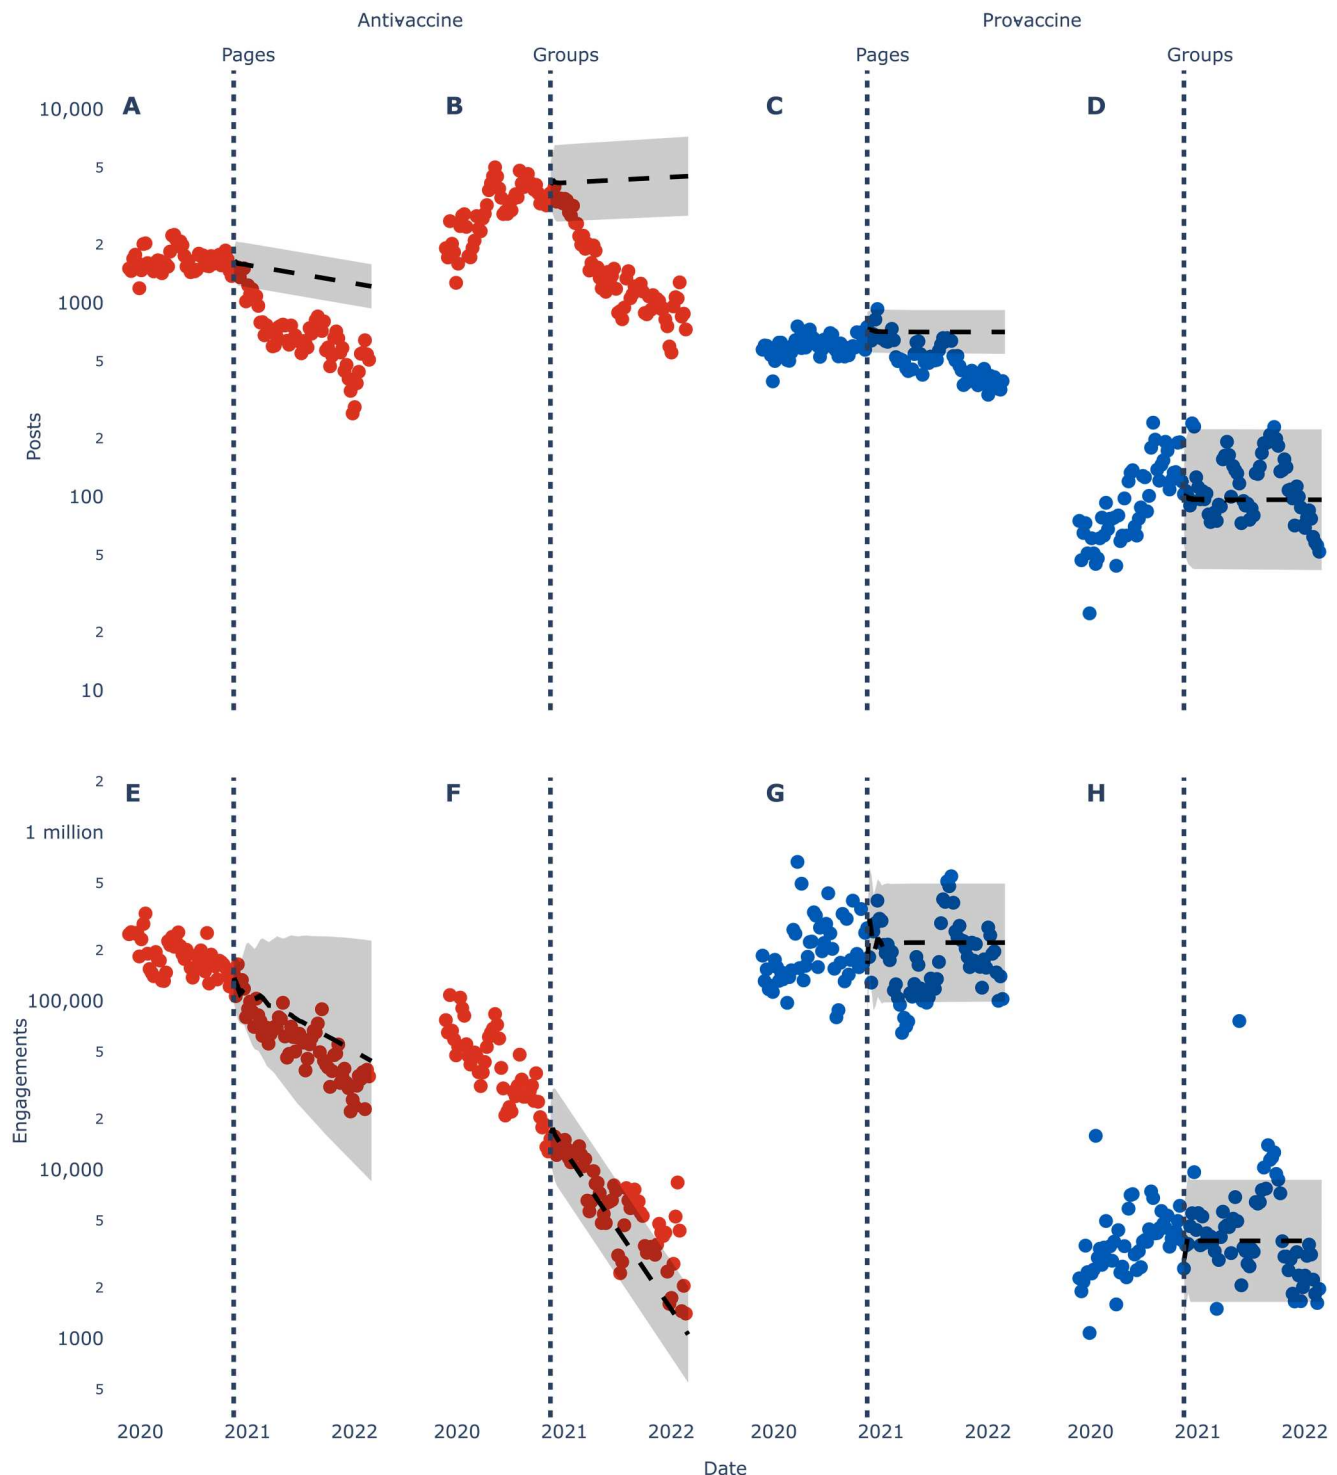 Antivaccine Provaccine
Pages Groups Pages Groups
A B C D
10,000
5
2
1000
5
2
100
5
2
10
Posts
2
E F G H
1 million
5
2
100,000
5
2
10,000
5
2
1000
5
Engagements
2020 2021 2022 2020 2021 2022 2020 2021 2022 2020 2021 2022
Date